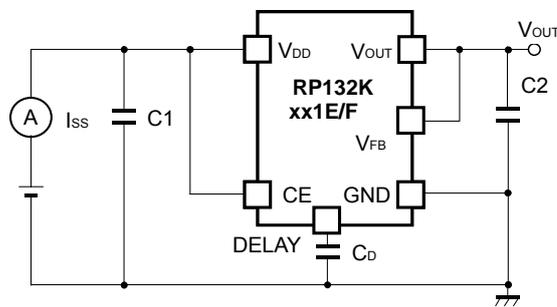 VOUT
VDD
VOUT
RP132K
xx1E/F
C2
A
ISS
C1
VFB
CE
GND
DELAY
CD